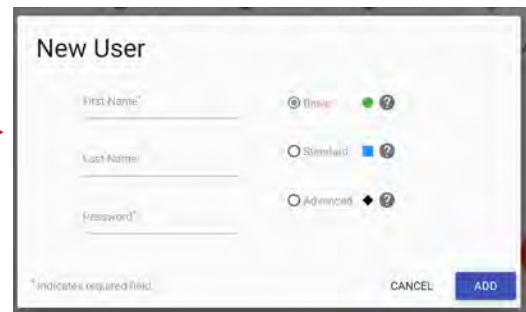 New User
First Name*
Basic
?
Last Name
Standard
?
Advanced
?
Password*
* Indicates required field
CANCEL
ADD